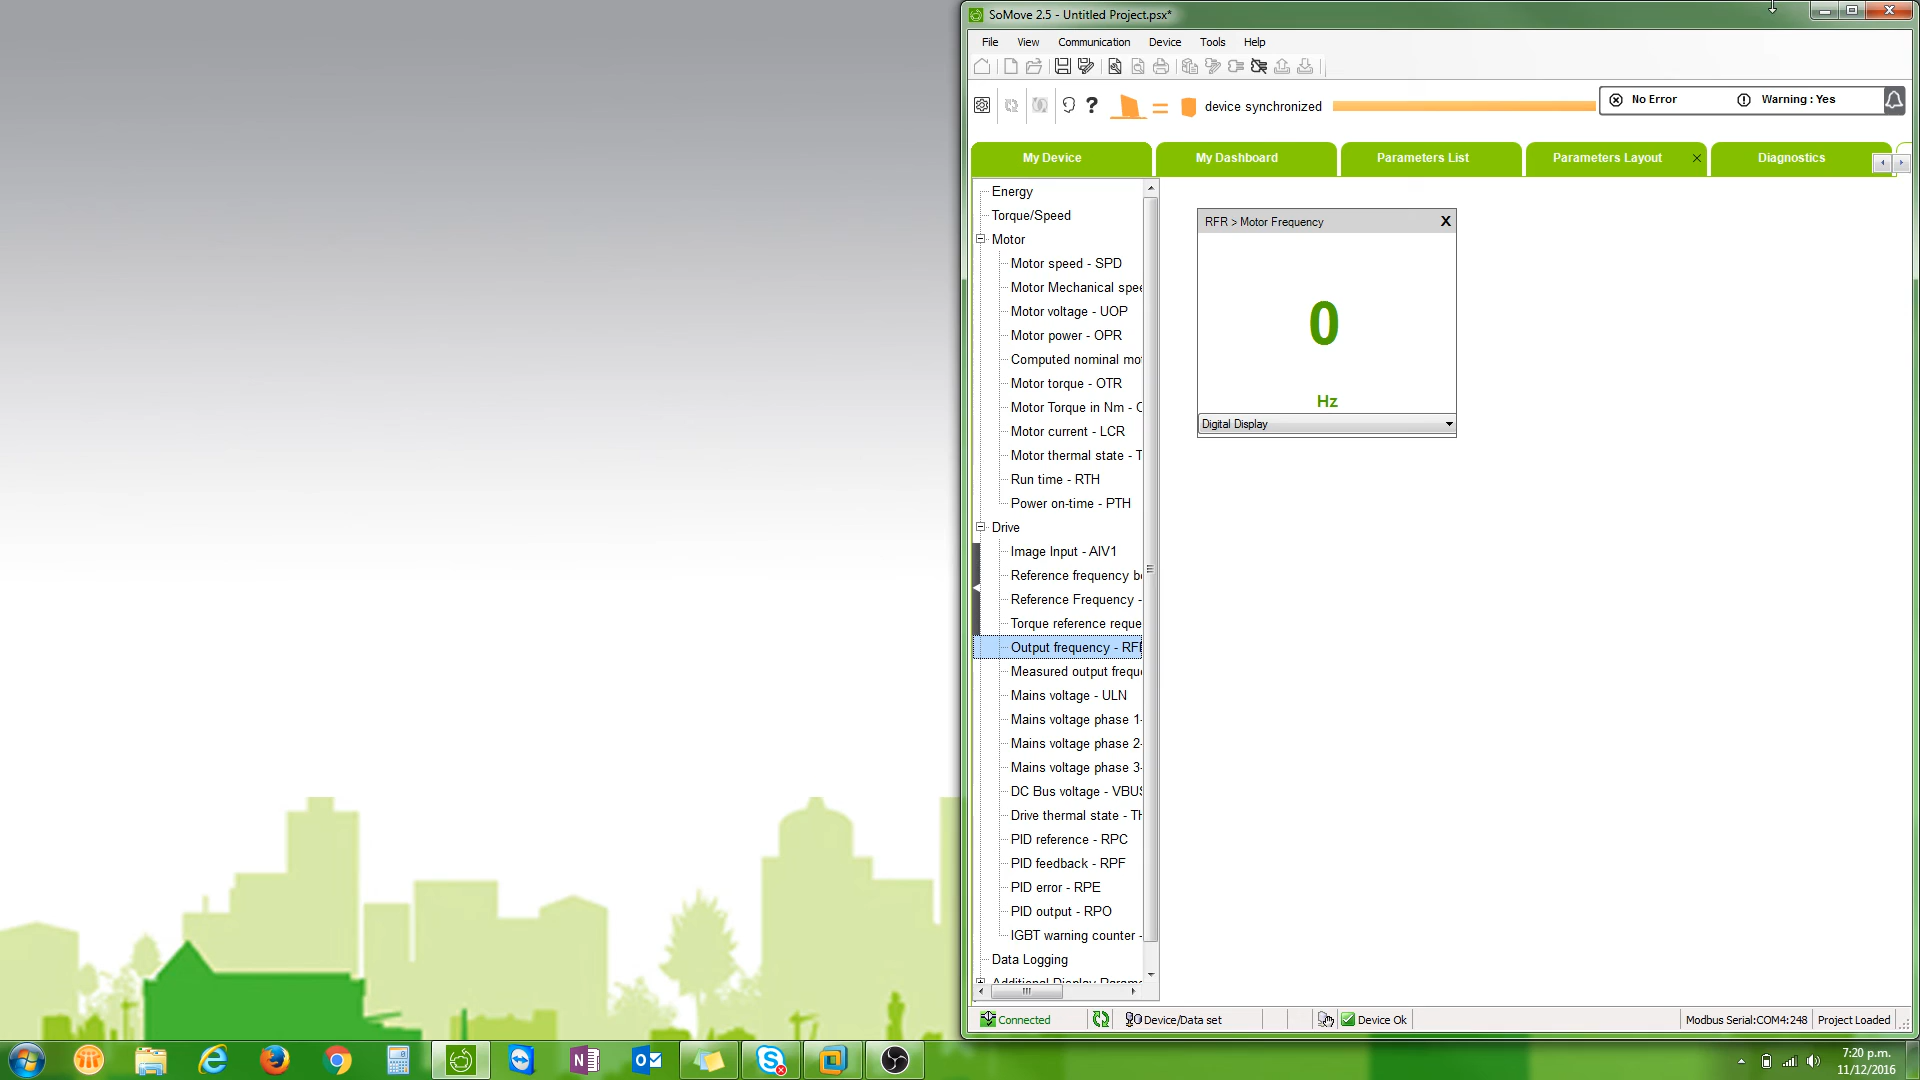 SoMove 2.5 - Untitled Project.psx*
File View Communication Device Tools Help
device synchronized
No Error
Warning : Yes
My Device
My Dashboard
Parameters List
Parameters Layout
Diagnostics
Energy
Torque/Speed
Motor
Motor speed - SPD
Motor Mechanical spee
Motor voltage - UOP
Motor power - OPR
Computed nominal mo
Motor torque - OTR
Motor Torque in Nm -
Motor current - LCR
Motor thermal state - T
Run time - RTH
Power on-time - PTH
Drive
Image Input - AIV1
Reference frequency be
Reference Frequency -
Torque reference reque
Output frequency - RF
Measured output frequ
Mains voltage - ULN
Mains voltage phase 1-
Mains voltage phase 2-
Mains voltage phase 3-
DC Bus voltage - VBUS
Drive thermal state - TH
PID reference - RPC
PID feedback - RPF
PID error - RPE
PID output - RPO
IGBT warning counter -
Data Logging
Additional Display Parame
RFR > Motor Frequency
X
0
Hz
Digital Display
Connected
Device/Data set
Device Ok
Modbus Serial:COM4:248
Project Loaded
7:20 p.m.
11/12/2016